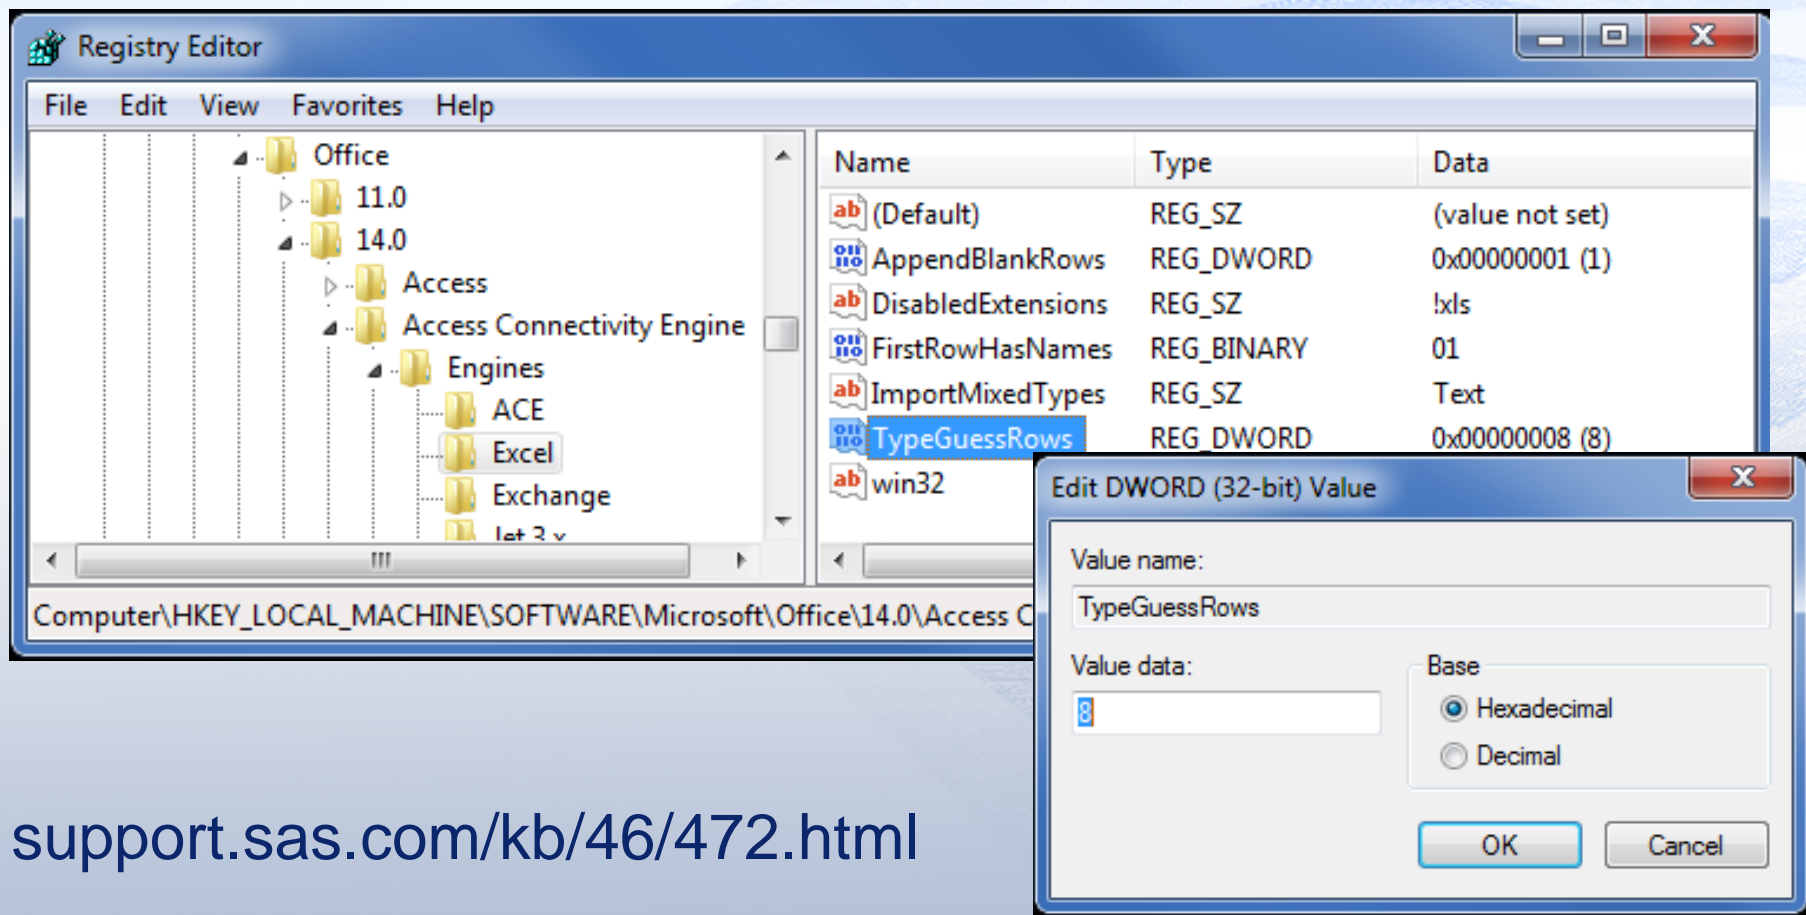 Registry Editor
File Edit View Favorites Help
Office
11.0
14.0
Access
Access Connectivity Engine
Engines
ACE
Excel
Exchange
Jet 3.x
Name Type Data
(Default) REG_SZ (value not set)
AppendBlankRows REG_DWORD 0x00000001 (1)
DisabledExtensions REG_SZ !xls
FirstRowHasNames REG_BINARY 01
ImportMixedTypes REG_SZ Text
TypeGuessRows REG_DWORD 0x00000008 (8)
win32
Computer\HKEY_LOCAL_MACHINE\SOFTWARE\Microsoft\Office\14.0\Access C
Edit DWORD (32-bit) Value
Value name:
TypeGuessRows
Value data:
8
Base
Hexadecimal
Decimal
OK Cancel
support.sas.com/kb/46/472.html